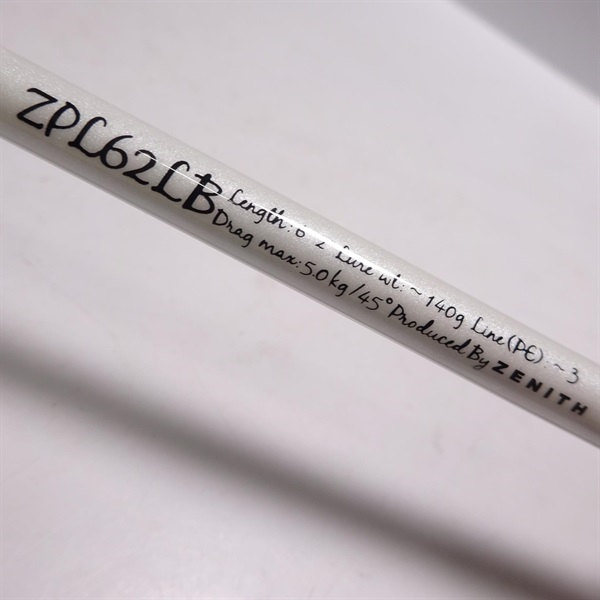 ZPL62LB
Length: 6'2 Lure wt: ~140g Line(PE): ~3
Drag max: 5.0kg/45° Produced By ZENITH